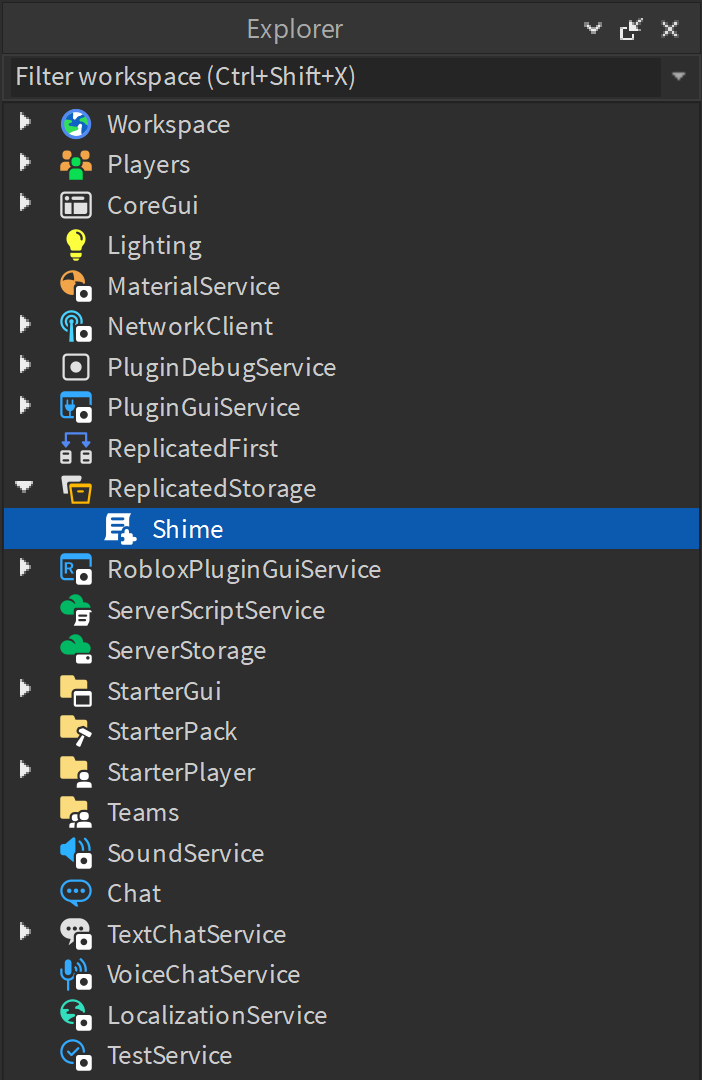 Explorer
Filter workspace (Ctrl+Shift+X)
Workspace
Players
CoreGui
Lighting
MaterialService
NetworkClient
PluginDebugService
PluginGuiService
ReplicatedFirst
ReplicatedStorage
Shime
RobloxPluginGuiService
ServerScriptService
ServerStorage
StarterGui
StarterPack
StarterPlayer
Teams
SoundService
Chat
TextChatService
VoiceChatService
LocalizationService
TestService